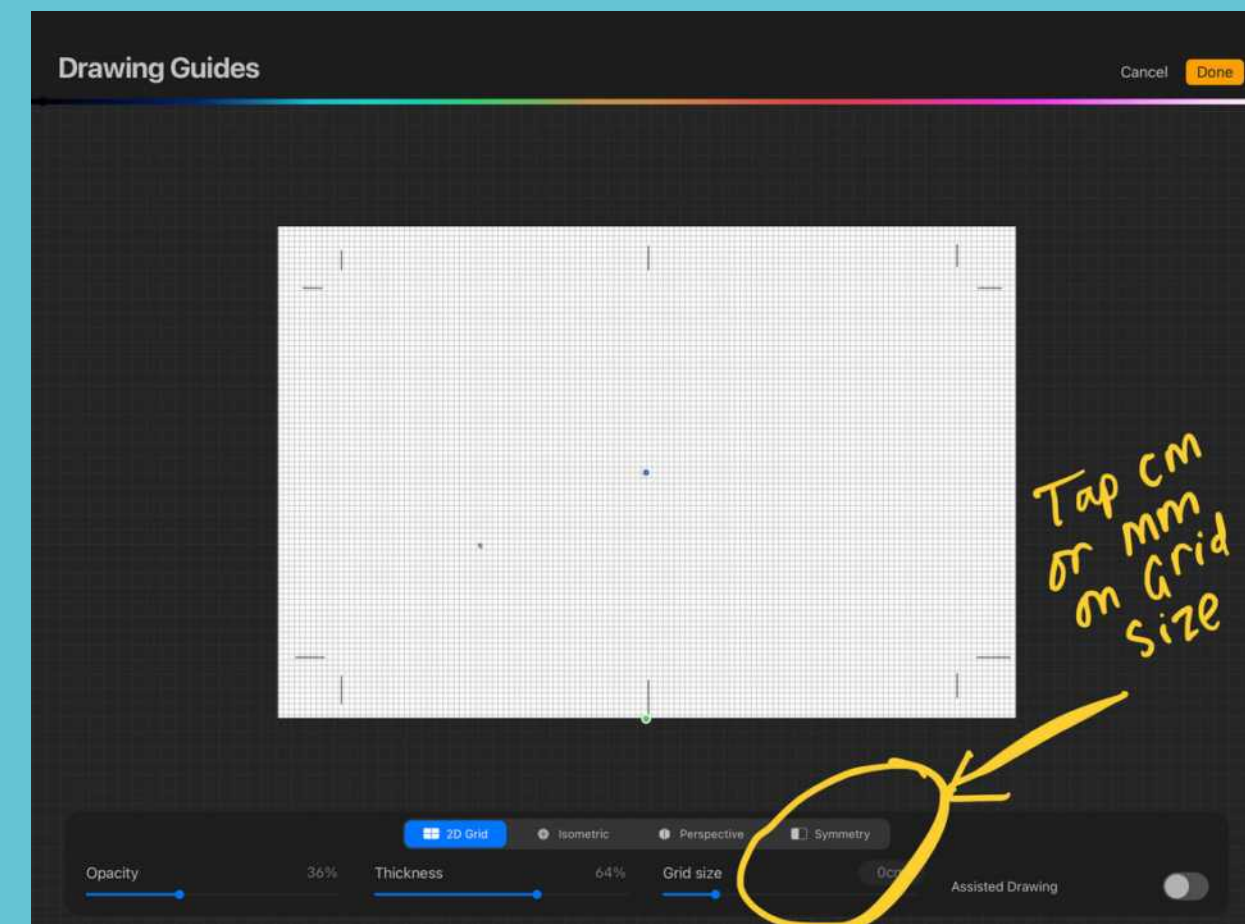 Drawing Guides
Cancel Done
Tap cm
or mm
on Grid
Size
2D Grid Isometric Perspective Symmetry
Opacity 36% Thickness 64% Grid size
Assisted Drawing